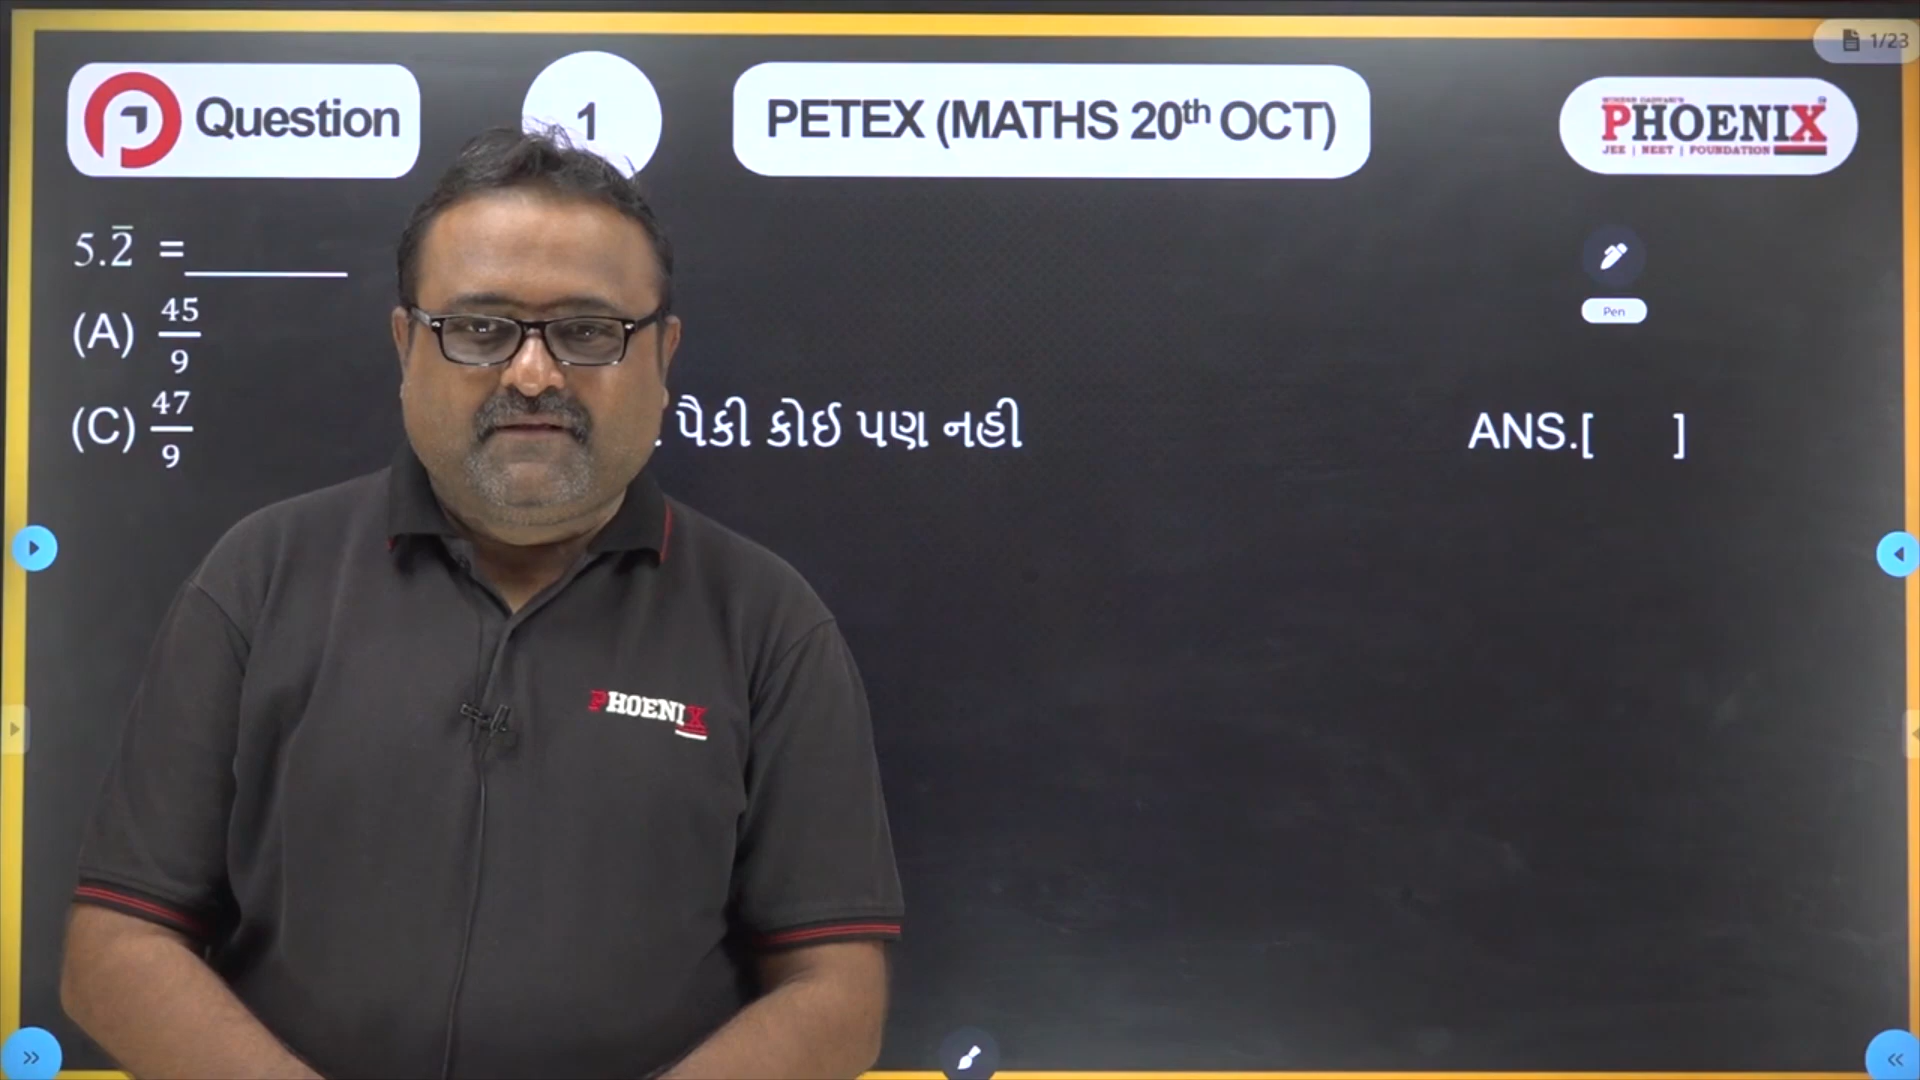 1/23
Question 1 PETEX (MATHS 20th OCT)
PHOENIX
JEE | NEET | FOUNDATION
5.2̅ = ________
Pen
(A) 45/9
(C) 47/9 પૈકી કોઈ પણ નહી ANS.[ ]
PHOENIX